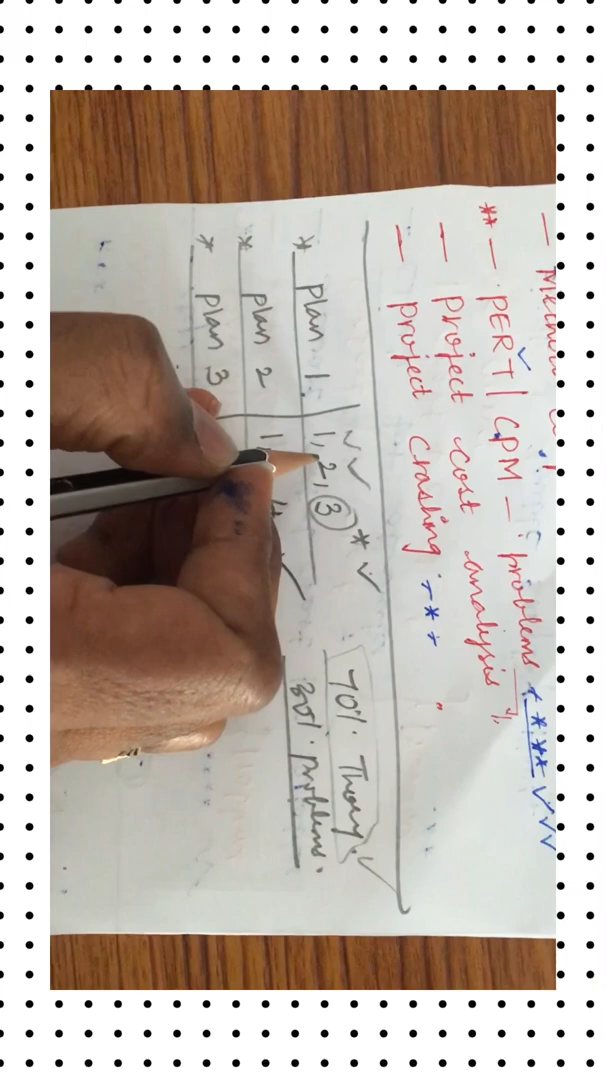 ** — PERT | CPM — problems
— project cost analysis
— project crashing
* plan 1 1, 2, 3 *
70% Theory.
* plan 2 1
30% problems.
* plan 3